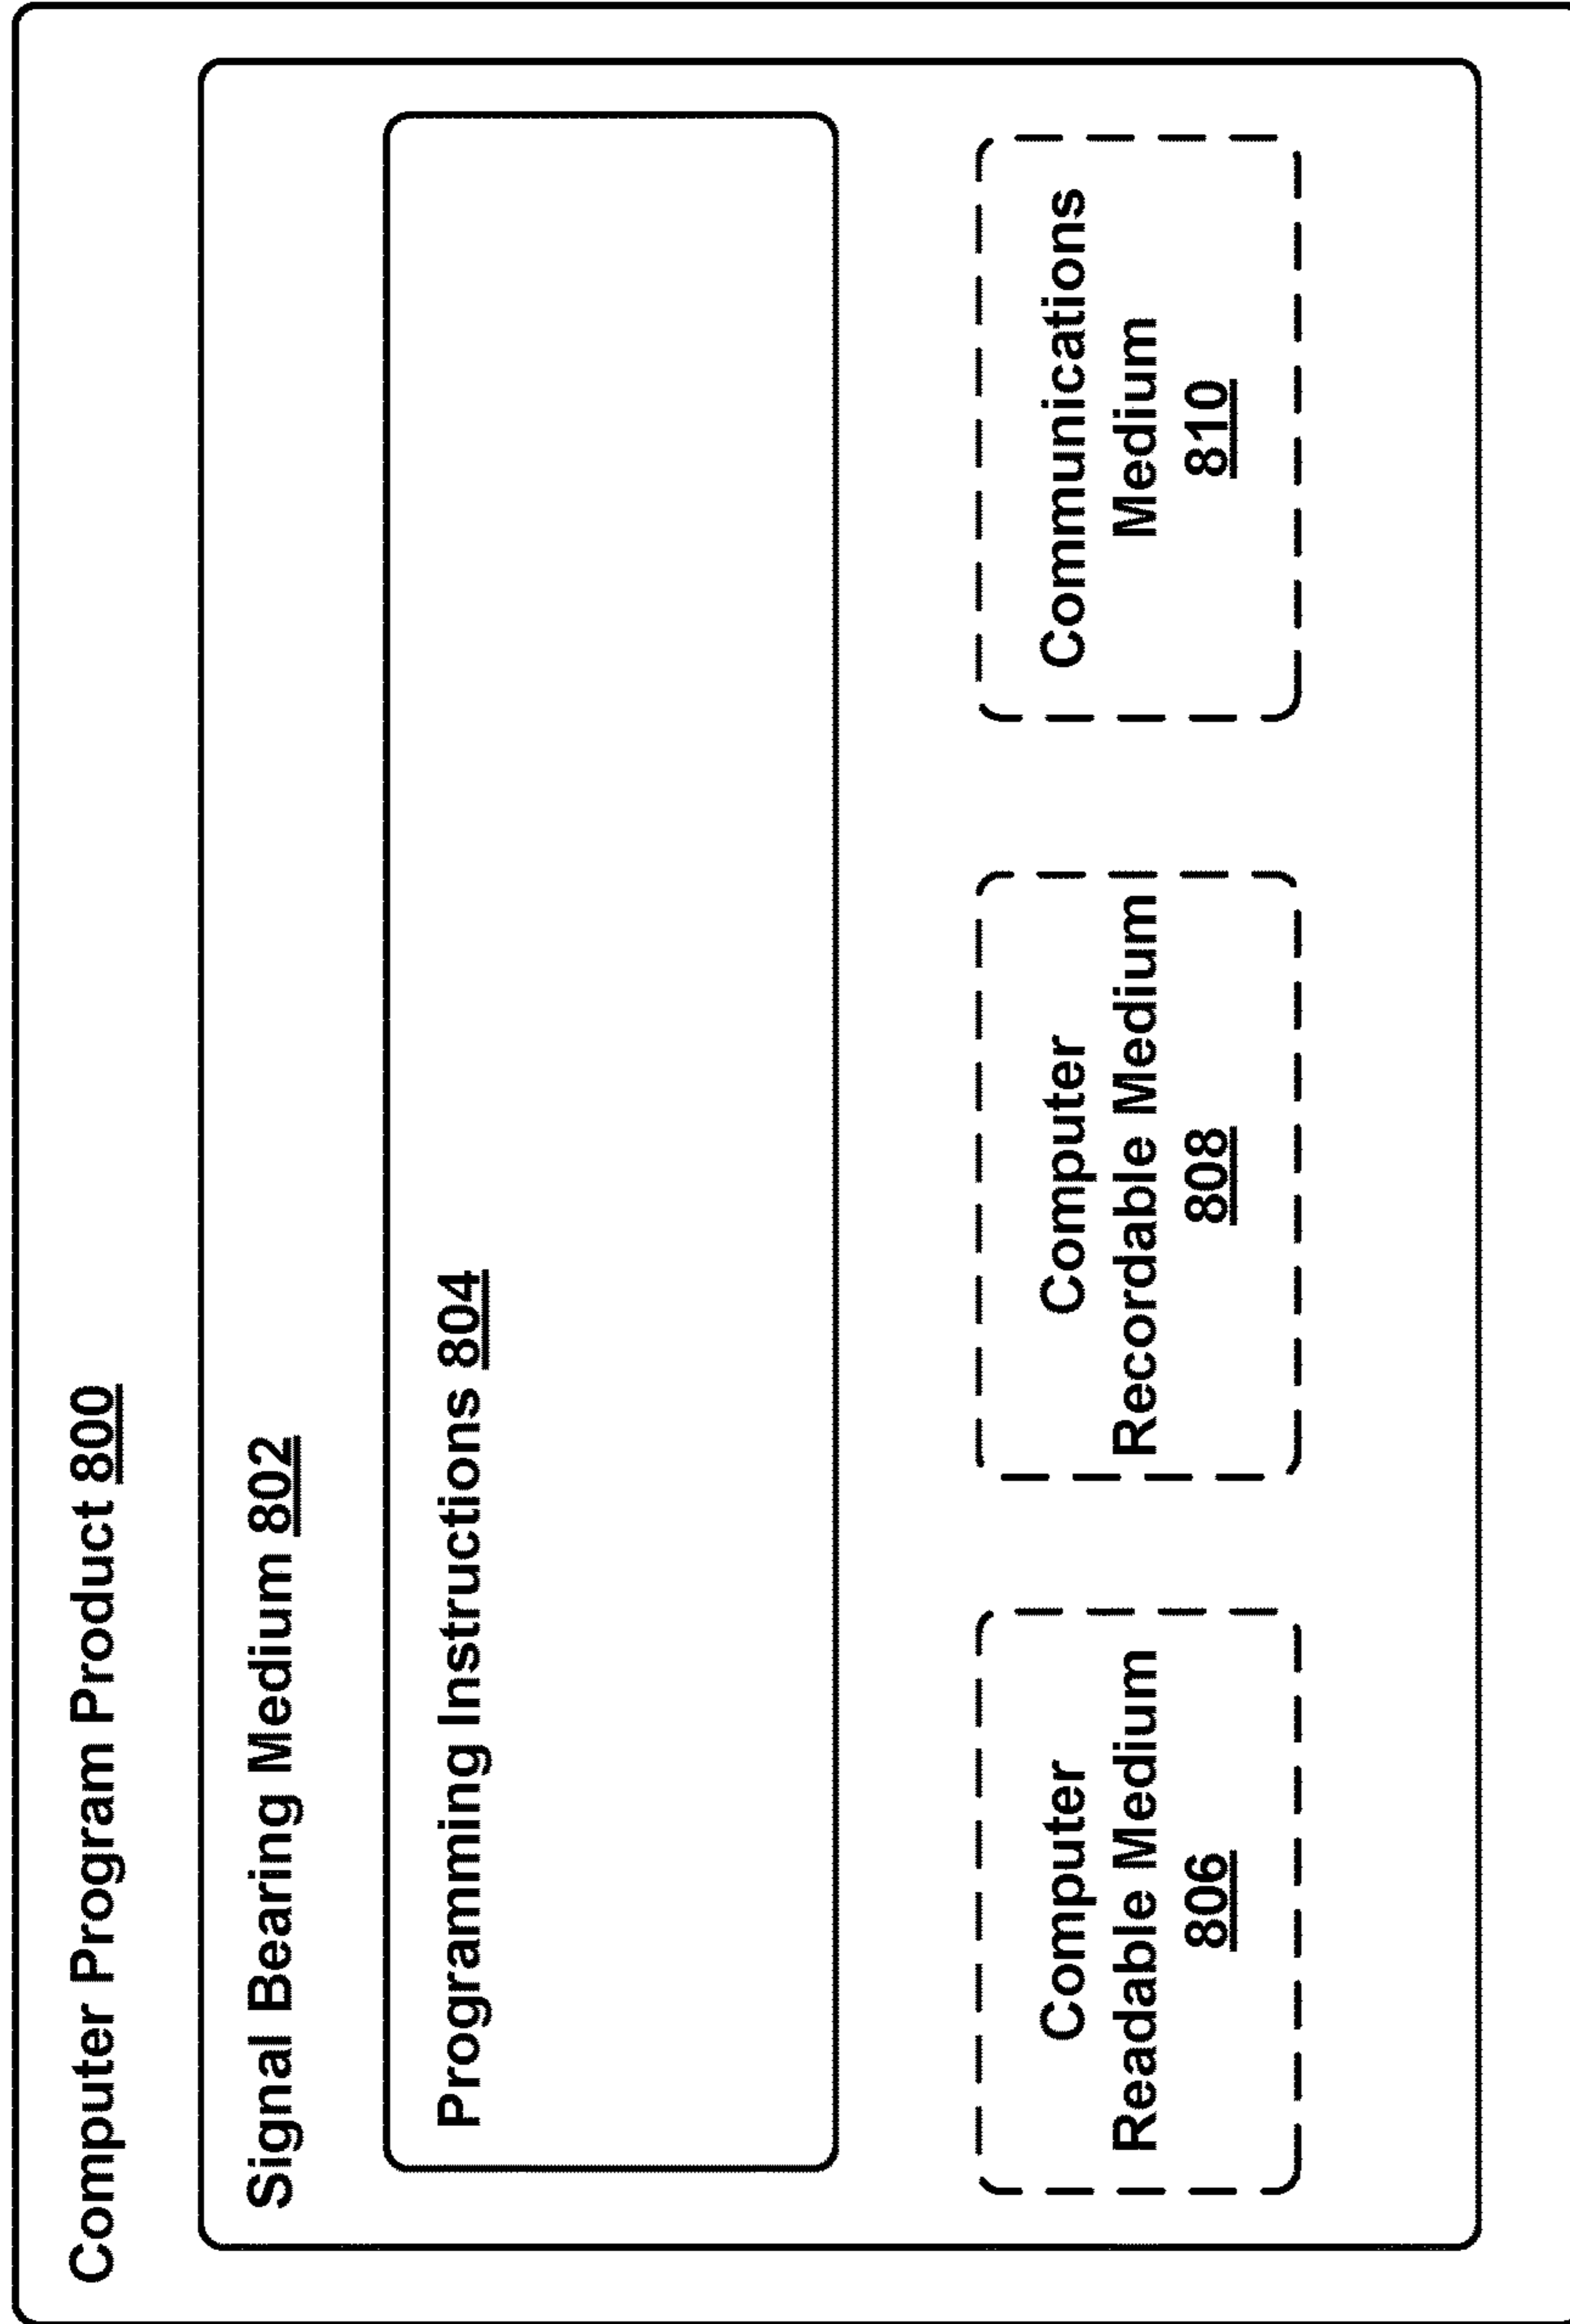 Computer Program Product 800
Signal Bearing Medium 802
Programming Instructions 804
Computer
Readable Medium
806
Computer
Recordable Medium
808
Communications
Medium
810